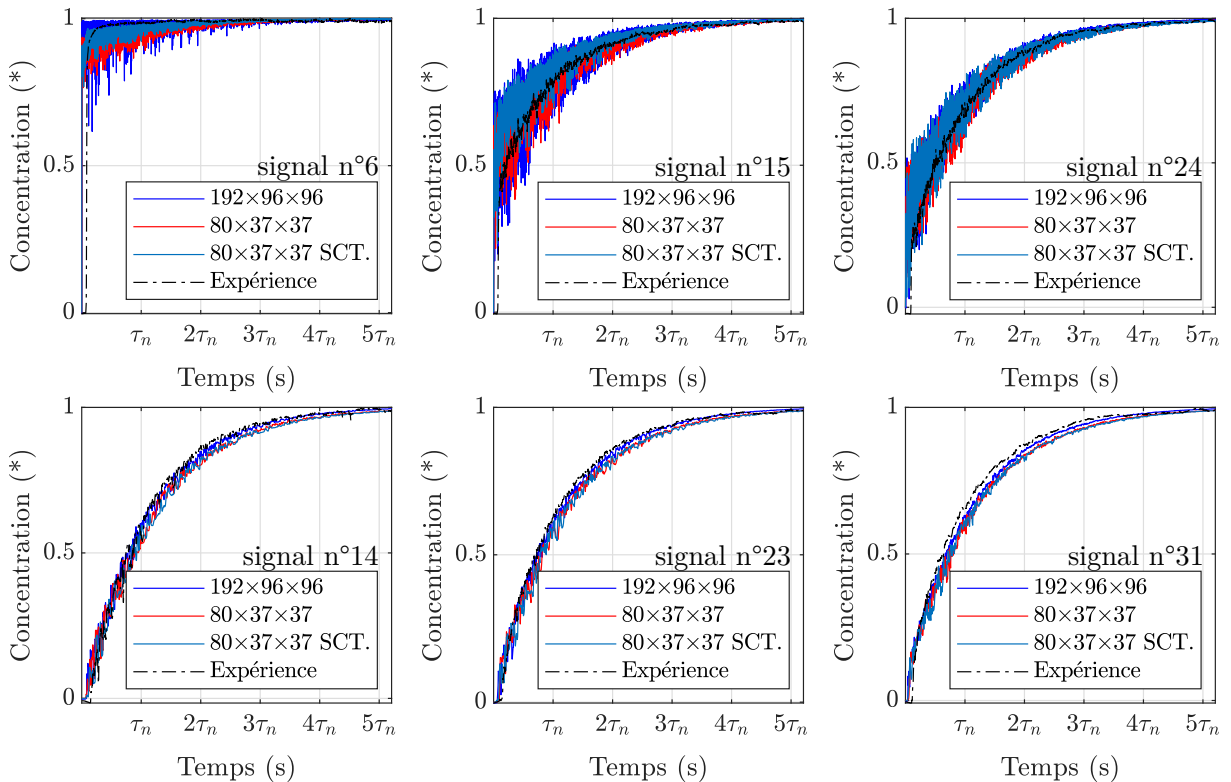 1
0.5
0
Concentration (*)
signal n°6
192×96×96
80×37×37
80×37×37 SCT.
Expérience
τn 2τn 3τn 4τn 5τn
Temps (s)
1
0.5
0
Concentration (*)
signal n°15
192×96×96
80×37×37
80×37×37 SCT.
Expérience
τn 2τn 3τn 4τn 5τn
Temps (s)
1
0.5
0
Concentration (*)
signal n°24
192×96×96
80×37×37
80×37×37 SCT.
Expérience
τn 2τn 3τn 4τn 5τn
Temps (s)
1
0.5
0
Concentration (*)
signal n°14
192×96×96
80×37×37
80×37×37 SCT.
Expérience
τn 2τn 3τn 4τn 5τn
Temps (s)
1
0.5
0
Concentration (*)
signal n°23
192×96×96
80×37×37
80×37×37 SCT.
Expérience
τn 2τn 3τn 4τn 5τn
Temps (s)
1
0.5
0
Concentration (*)
signal n°31
192×96×96
80×37×37
80×37×37 SCT.
Expérience
τn 2τn 3τn 4τn 5τn
Temps (s)